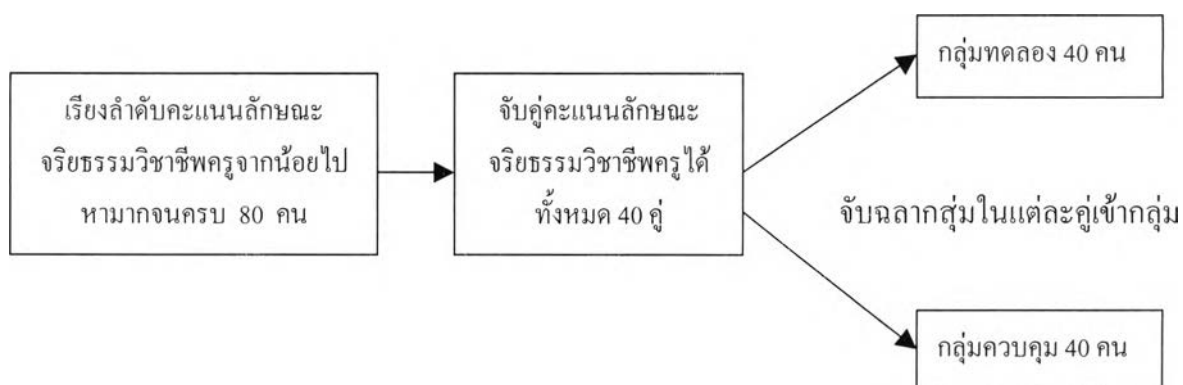 เรียงลำดับคะแนนลักษณะ
จริยธรรมวิชาชีพครูจากน้อยไป
หามากจนครบ 80 คน
จับคู่คะแนนลักษณะ
จริยธรรมวิชาชีพครูได้
ทั้งหมด 40 คู่
กลุ่มทดลอง 40 คน
จับฉลากสุ่มในแต่ละคู่เข้ากลุ่ม
กลุ่มควบคุม 40 คน